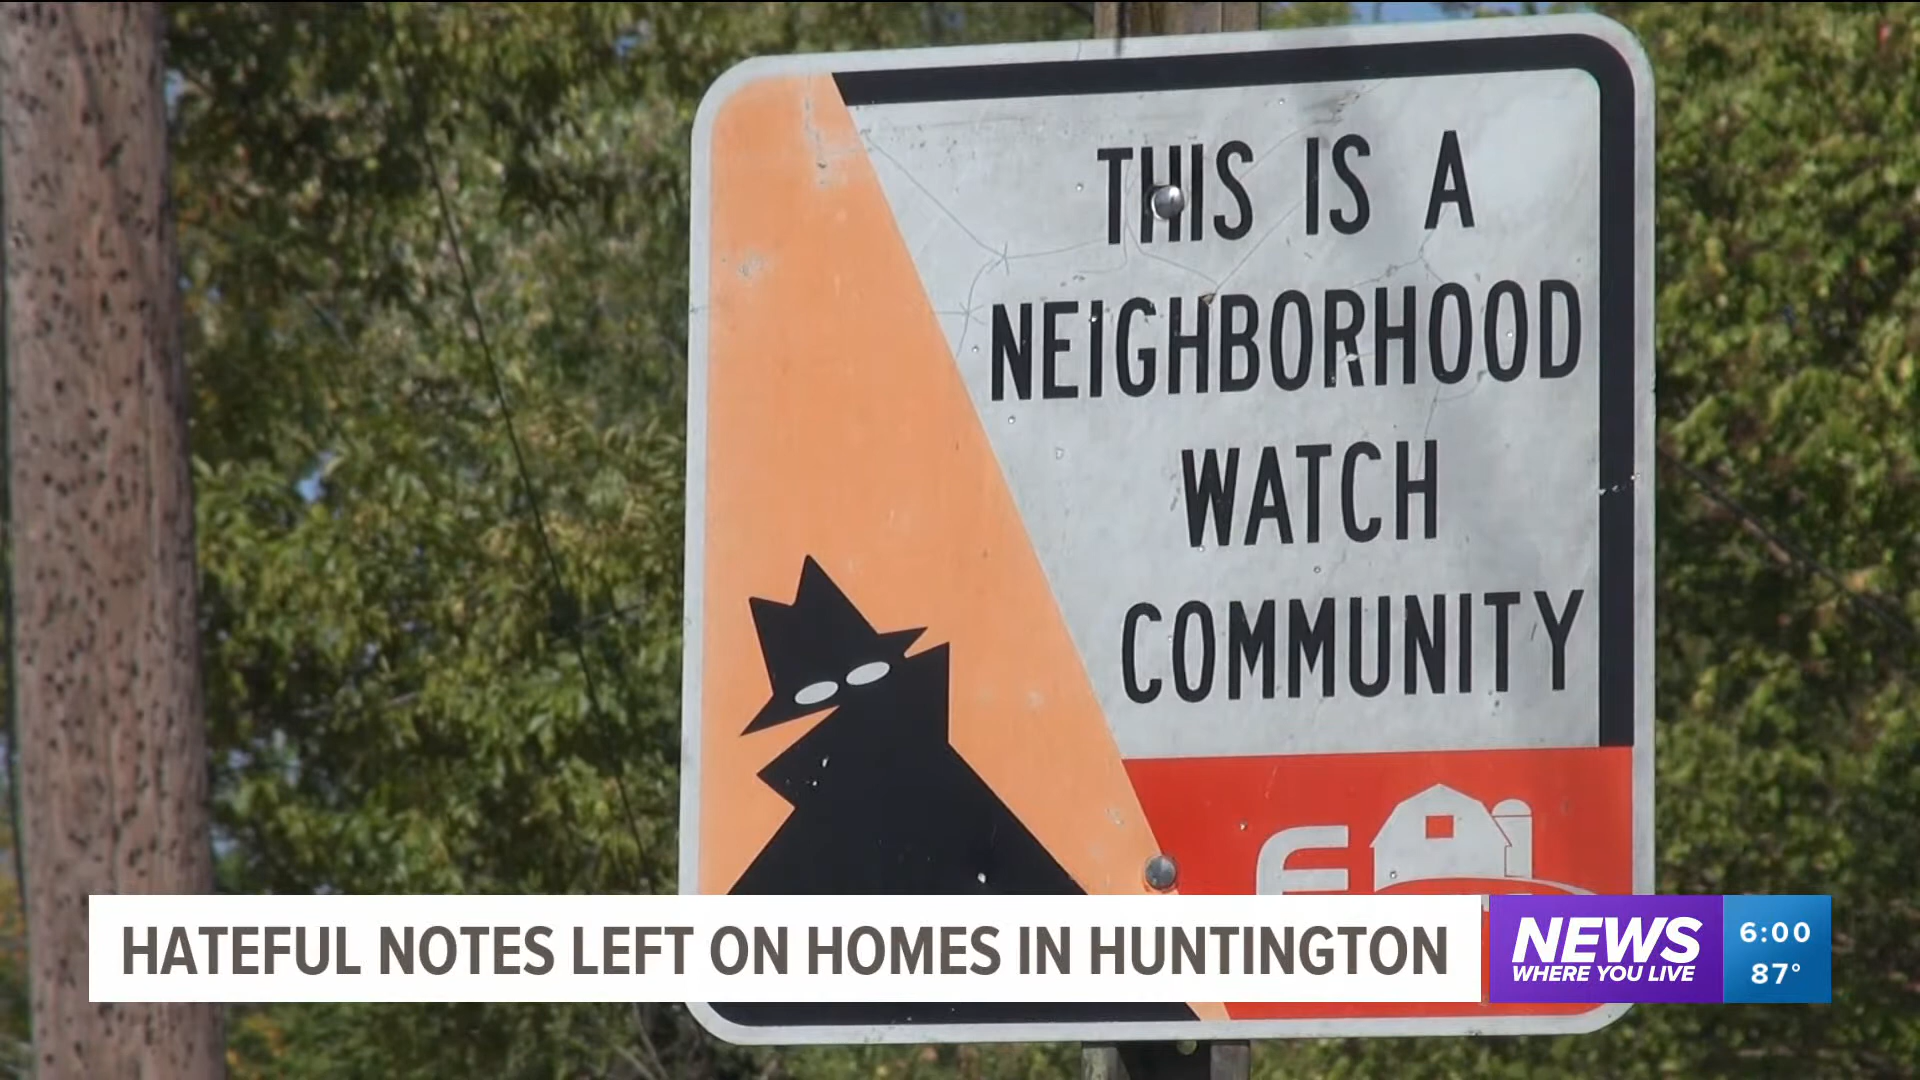 THIS IS A
NEIGHBORHOOD
WATCH
COMMUNITY
HATEFUL NOTES LEFT ON HOMES IN HUNTINGTON
NEWS
WHERE YOU LIVE
6:00
87°